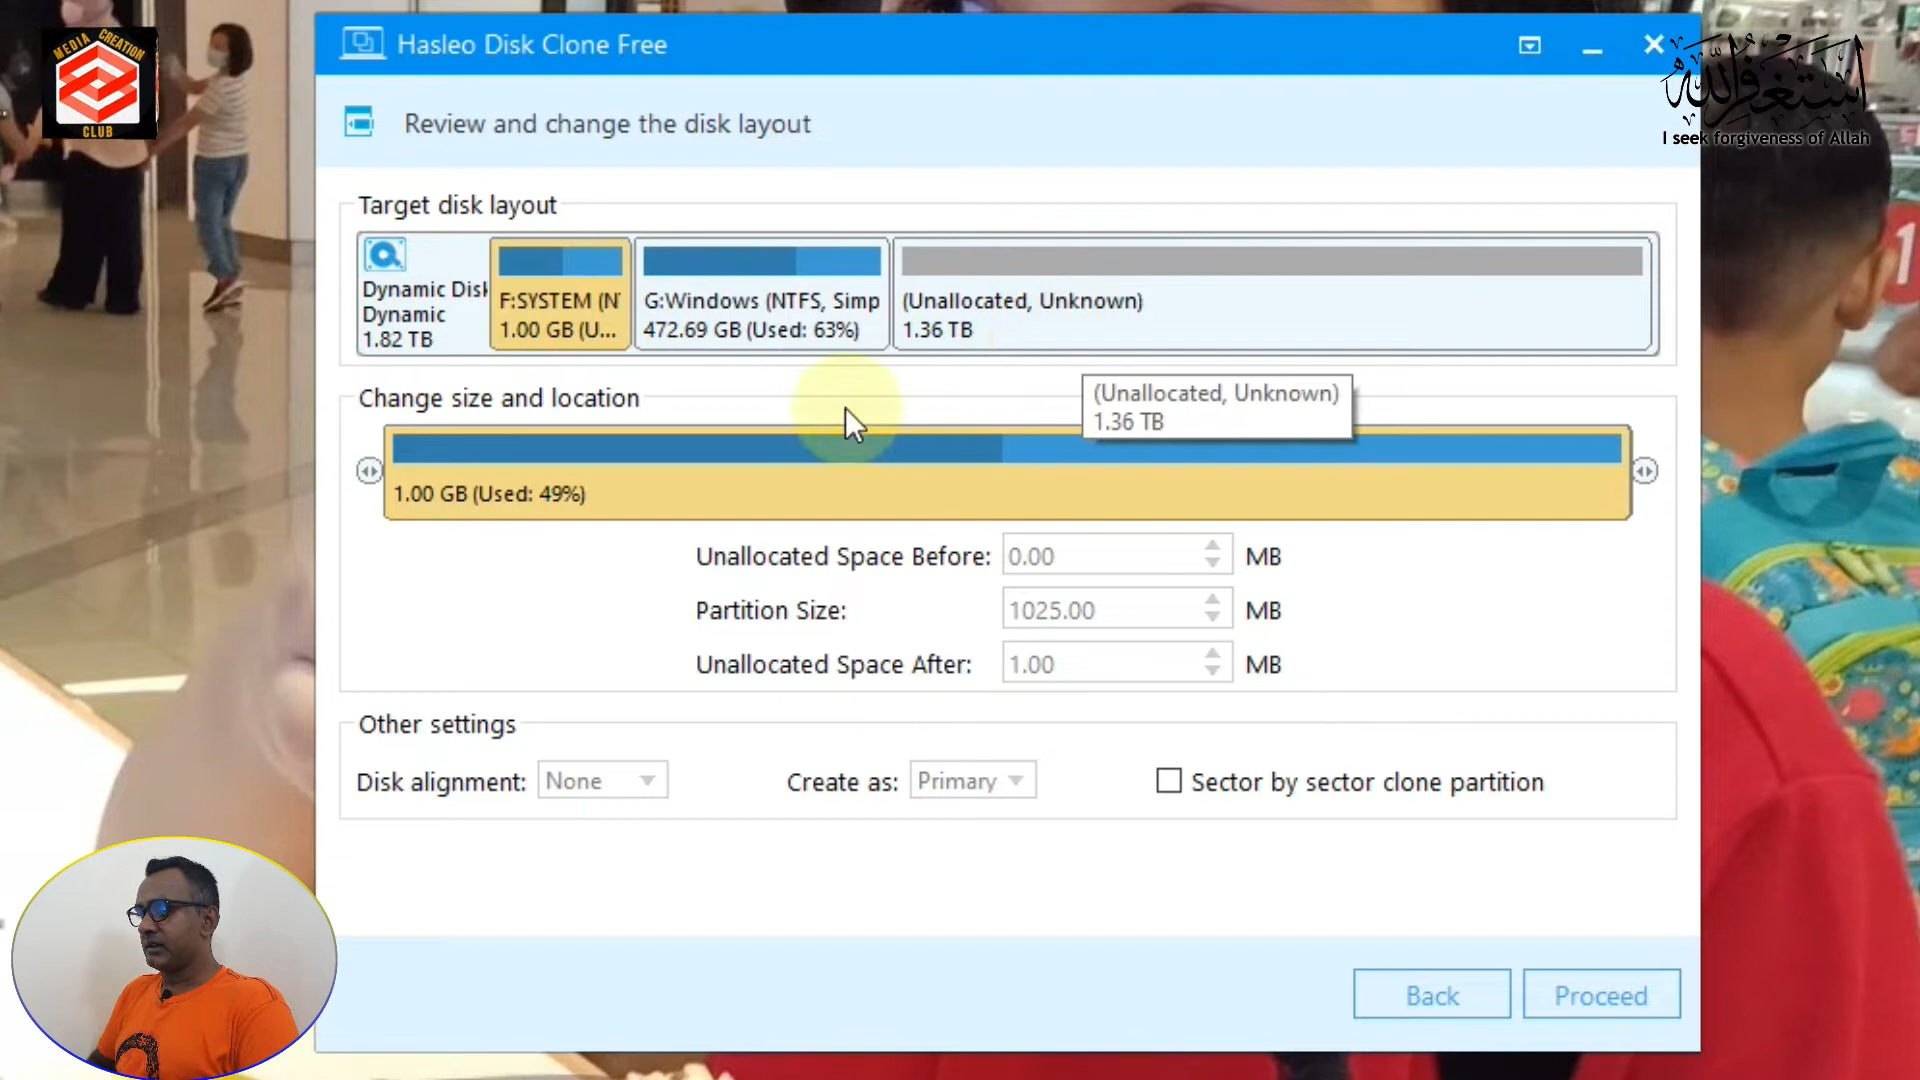 MEDIA CREATION
CLUB
Hasleo Disk Clone Free
أستغفر الله
I seek forgiveness of Allah
Review and change the disk layout
Target disk layout
Dynamic Disk
Dynamic
1.82 TB
F:SYSTEM (N
1.00 GB (U...
G:Windows (NTFS, Simp
472.69 GB (Used: 63%)
(Unallocated, Unknown)
1.36 TB
Change size and location
(Unallocated, Unknown)
1.36 TB
1.00 GB (Used: 49%)
Unallocated Space Before: 0.00 MB
Partition Size: 1025.00 MB
Unallocated Space After: 1.00 MB
Other settings
Disk alignment: None Create as: Primary Sector by sector clone partition
Back Proceed
1